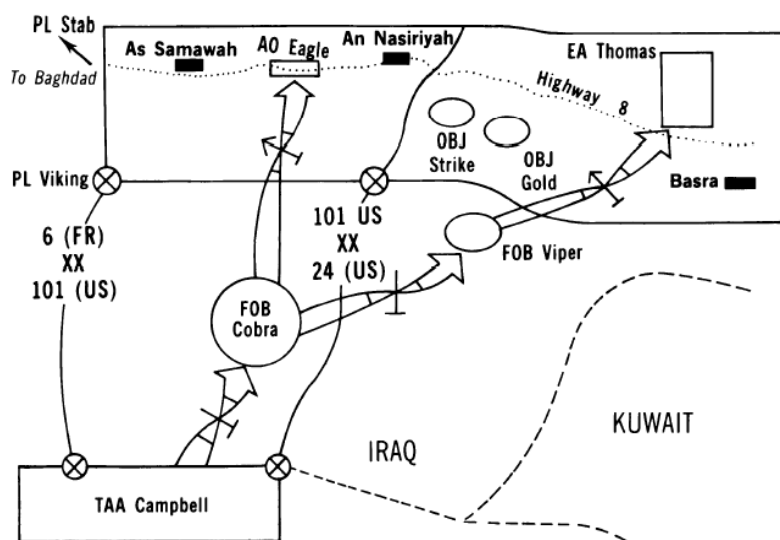 PL Stab
To Baghdad
As Samawah
AO Eagle
An Nasiriyah
EA Thomas
Highway 8
OBJ
Strike
OBJ
Gold
PL Viking
Basra
6 (FR)
XX
101 (US)
101 US
XX
24 (US)
FOB Viper
FOB
Cobra
KUWAIT
IRAQ
TAA Campbell